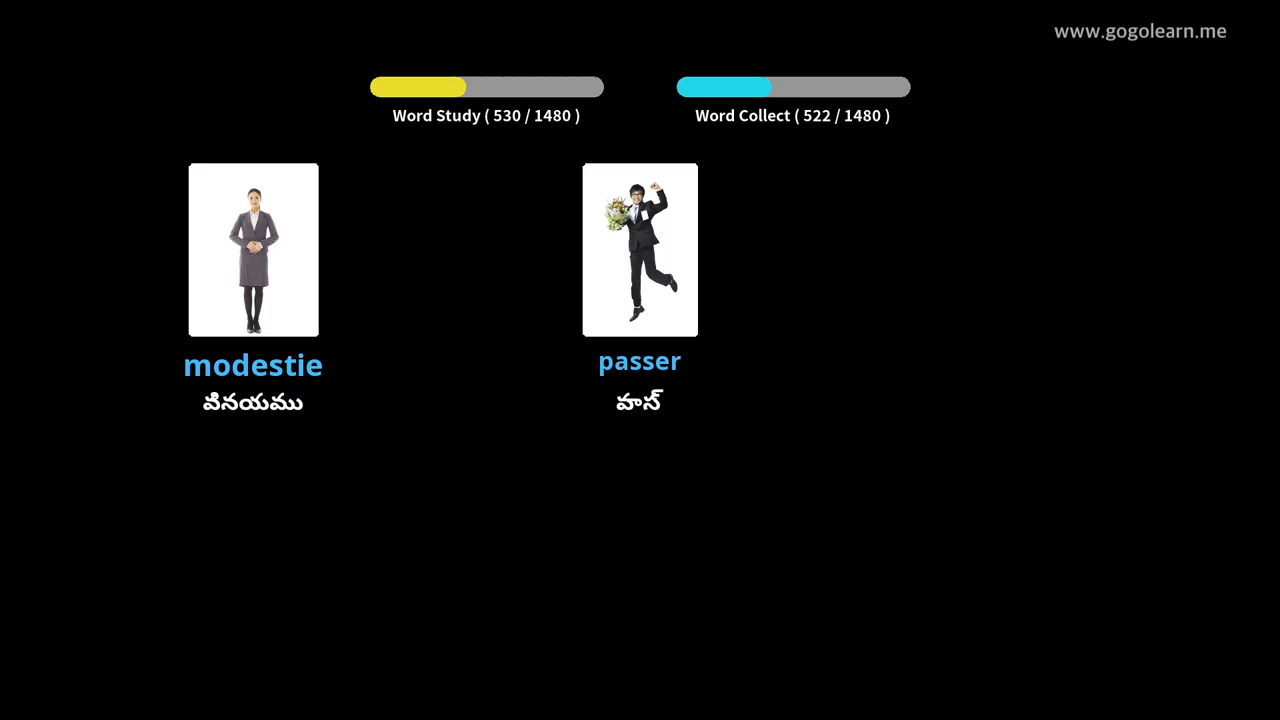 www.gogolearn.me
Word Study ( 530 / 1480 )
Word Collect ( 522 / 1480 )
modestie
వినయము
passer
పాస్